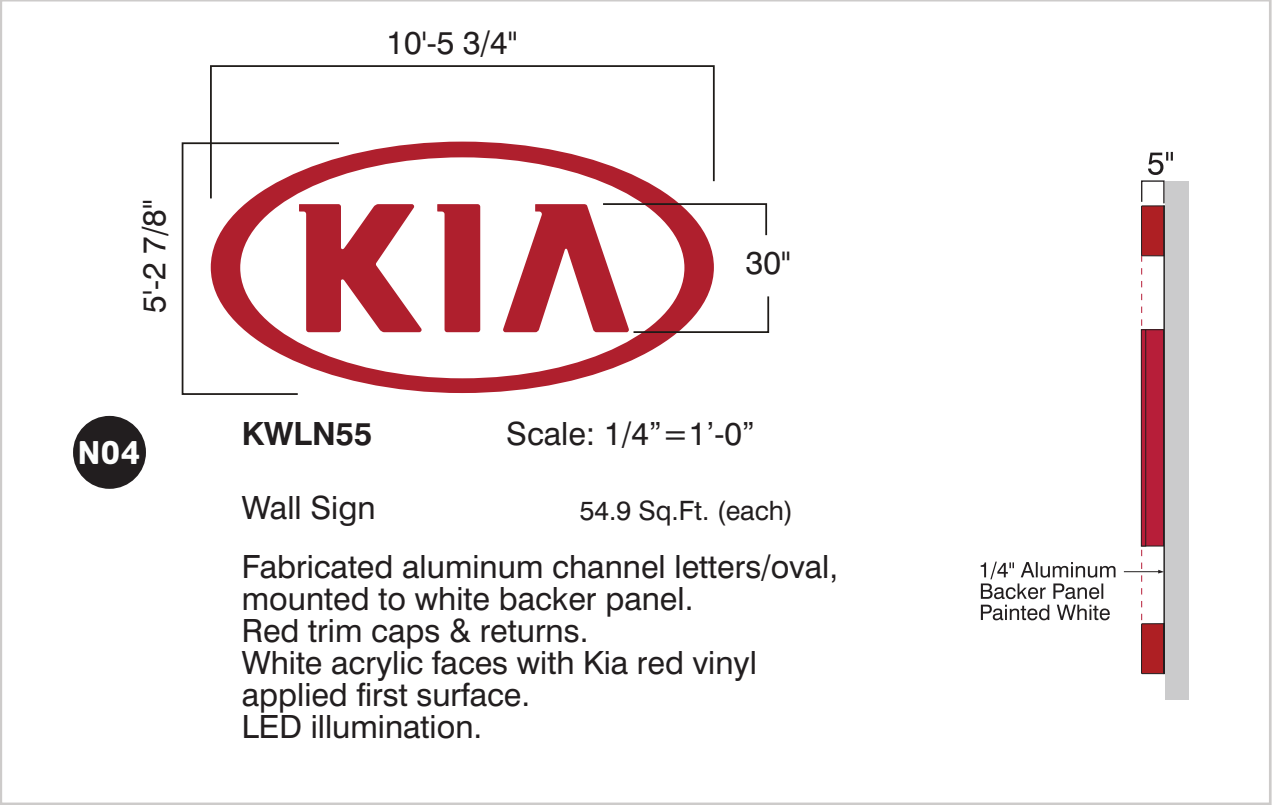 10'-5 3/4"
5'-2 7/8"
KIA
30"
5"
N04
KWLN55
Scale: 1/4”=1’-0”
Wall Sign
54.9 Sq.Ft. (each)
Fabricated aluminum channel letters/oval,
mounted to white backer panel.
Red trim caps & returns.
White acrylic faces with Kia red vinyl
applied first surface.
LED illumination.
1/4" Aluminum
Backer Panel
Painted White